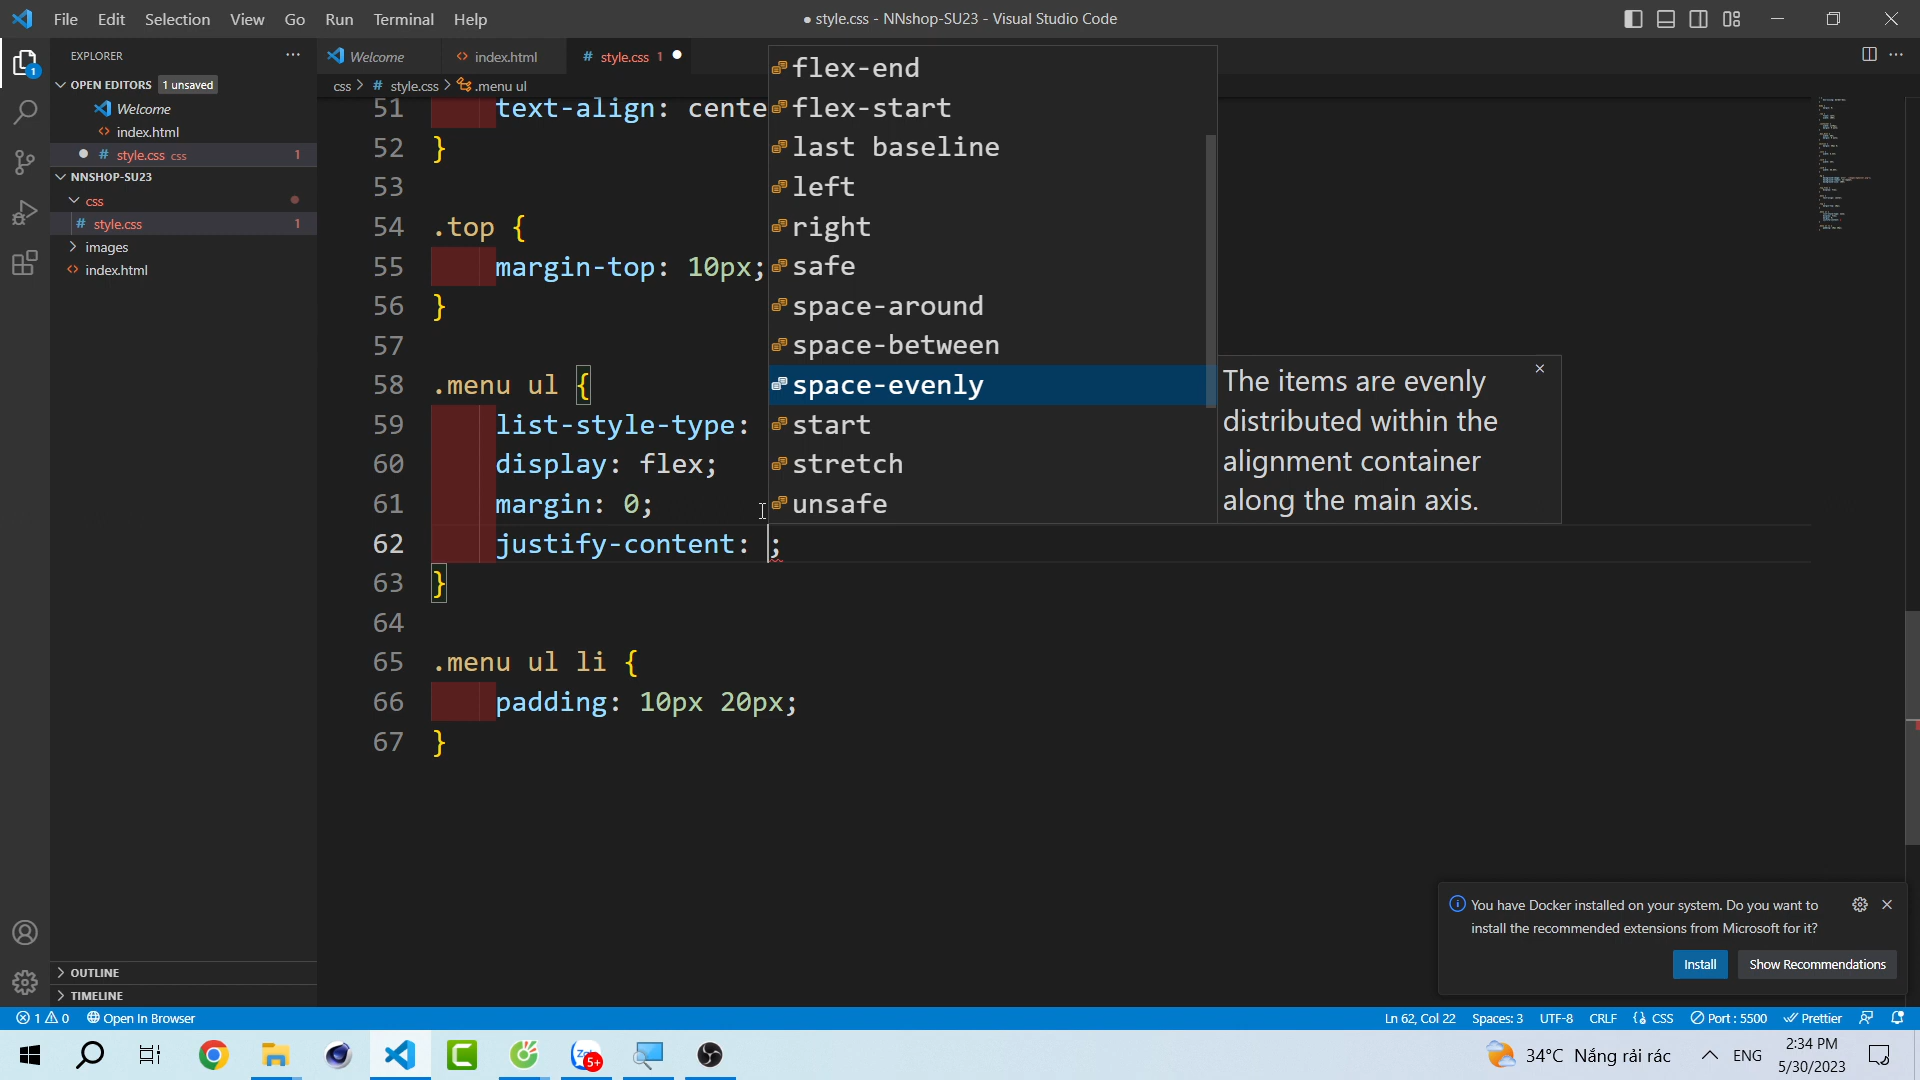 File Edit Selection View Go Run Terminal Help
● style.css - NNshop-SU23 - Visual Studio Code
EXPLORER
OPEN EDITORS 1 unsaved
Welcome
index.html
style.css css 1
NNSHOP-SU23
css
style.css 1
images
index.html
OUTLINE
TIMELINE
Welcome index.html style.css 1
css > style.css > .menu ul
51 text-align: cente
52 }
53
54 .top {
55 margin-top: 10px;
56 }
57
58 .menu ul {
59 list-style-type:
60 display: flex;
61 margin: 0;
62 justify-content: ;
63 }
64
65 .menu ul li {
66 padding: 10px 20px;
67 }
flex-end
flex-start
last baseline
left
right
safe
space-around
space-between
space-evenly
start
stretch
unsafe
The items are evenly
distributed within the
alignment container
along the main axis.
You have Docker installed on your system. Do you want to
install the recommended extensions from Microsoft for it?
Install Show Recommendations
1 0 Open In Browser
Ln 62, Col 22 Spaces: 3 UTF-8 CRLF {} CSS Port : 5500 Prettier
34°C Nắng rải rác ENG
2:34 PM
5/30/2023
1
5+